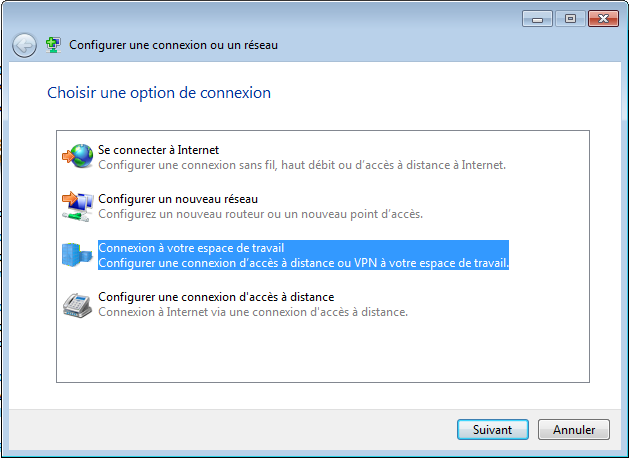 Configurer une connexion ou un réseau
Choisir une option de connexion
Se connecter à Internet
Configurer une connexion sans fil, haut débit ou d'accès à distance à Internet.
Configurer un nouveau réseau
Configurez un nouveau routeur ou un nouveau point d'accès.
Connexion à votre espace de travail
Configurer une connexion d'accès à distance ou VPN à votre espace de travail.
Configurer une connexion d'accès à distance
Connexion à Internet via une connexion d'accès à distance.
Suivant
Annuler